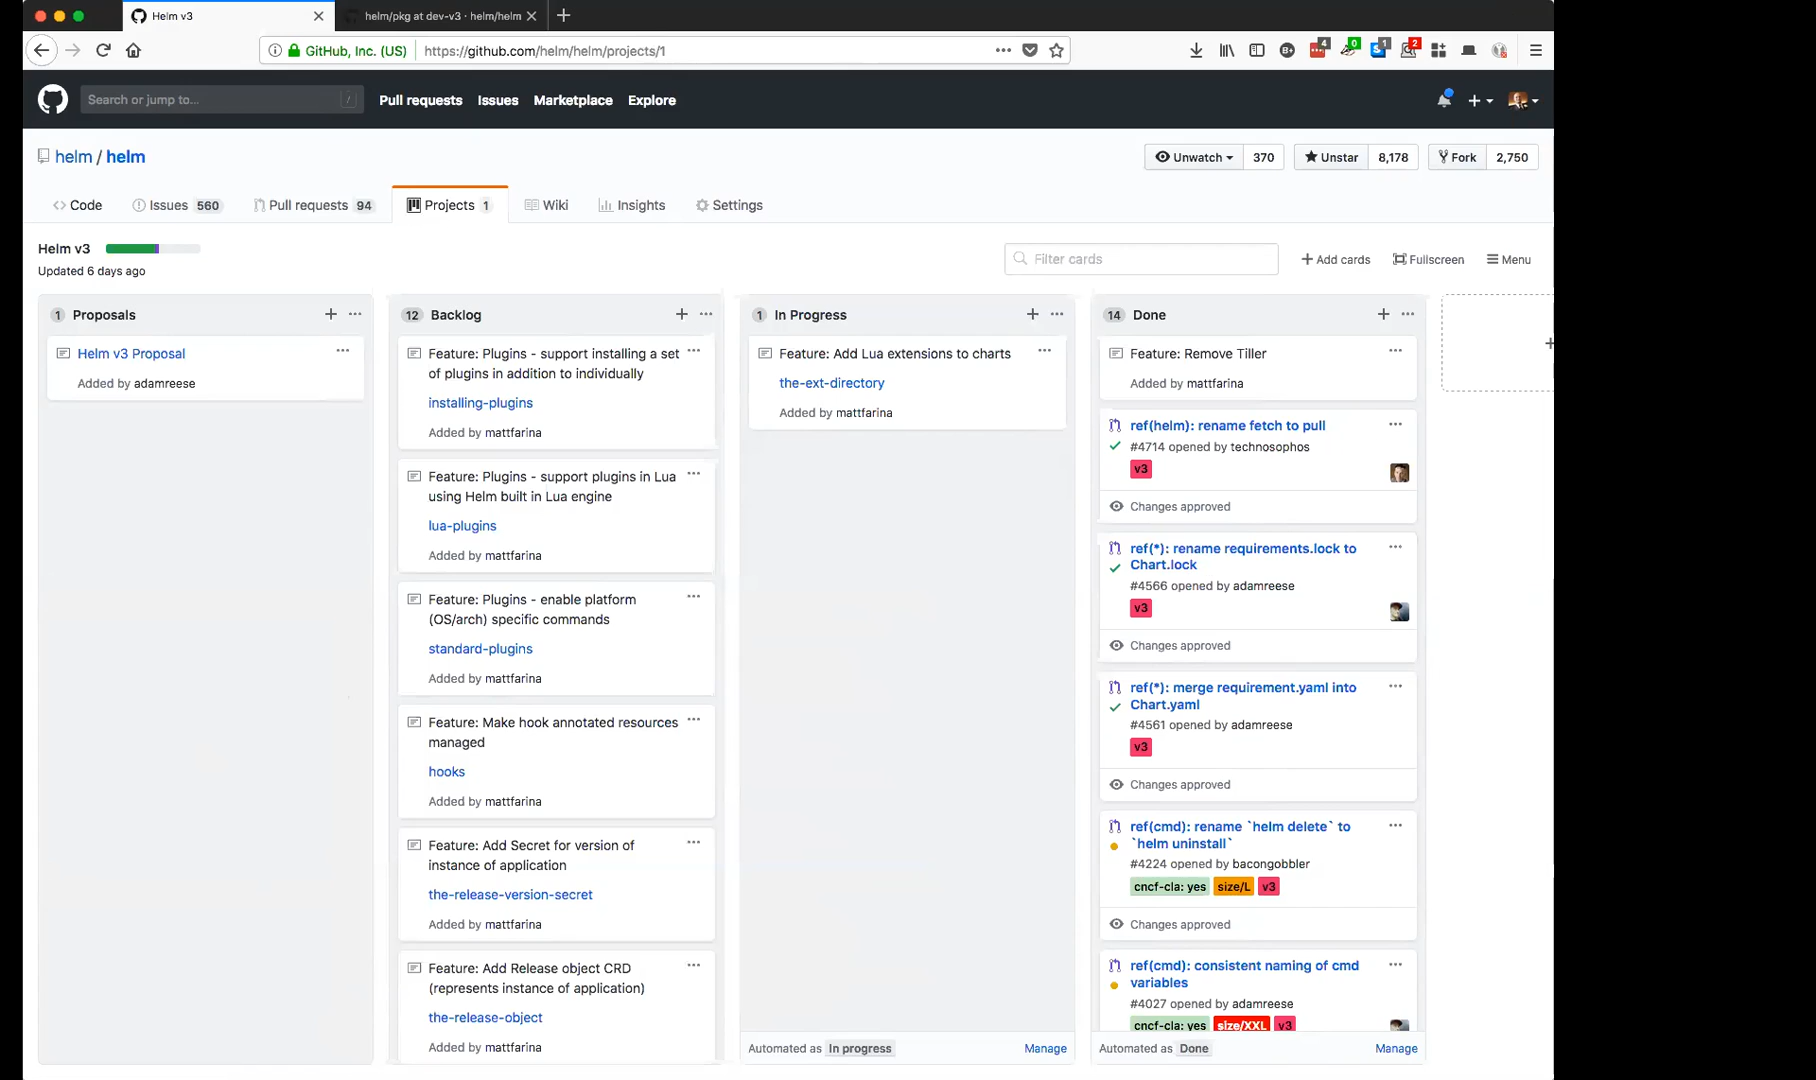 Helm v3
helm/pkg at dev-v3 · helm/helm
GitHub, Inc. (US)
https://github.com/helm/helm/projects/1
4
0
1
2
Search or jump to...
/
Pull requests
Issues
Marketplace
Explore
helm / helm
Unwatch
370
Unstar
8,178
Fork
2,750
Code
Issues 560
Pull requests 94
Projects 1
Wiki
Insights
Settings
Helm v3
Updated 6 days ago
Filter cards
Add cards
Fullscreen
Menu
1 Proposals
Helm v3 Proposal
Added by adamreese
12 Backlog
Feature: Plugins - support installing a set
of plugins in addition to individually
installing-plugins
Added by mattfarina
Feature: Plugins - support plugins in Lua
using Helm built in Lua engine
lua-plugins
Added by mattfarina
Feature: Plugins - enable platform
(OS/arch) specific commands
standard-plugins
Added by mattfarina
Feature: Make hook annotated resources
managed
hooks
Added by mattfarina
Feature: Add Secret for version of
instance of application
the-release-version-secret
Added by mattfarina
Feature: Add Release object CRD
(represents instance of application)
the-release-object
Added by mattfarina
1 In Progress
Feature: Add Lua extensions to charts
the-ext-directory
Added by mattfarina
Automated as In progress
Manage
14 Done
Feature: Remove Tiller
Added by mattfarina
ref(helm): rename fetch to pull
#4714 opened by technosophos
v3
Changes approved
ref(*): rename requirements.lock to
Chart.lock
#4566 opened by adamreese
v3
Changes approved
ref(*): merge requirement.yaml into
Chart.yaml
#4561 opened by adamreese
v3
Changes approved
ref(cmd): rename `helm delete` to
`helm uninstall`
#4224 opened by bacongobbler
cncf-cla: yes size/L v3
Changes approved
ref(cmd): consistent naming of cmd
variables
#4027 opened by adamreese
cncf-cla: yes size/XXL v3
Automated as Done
Manage